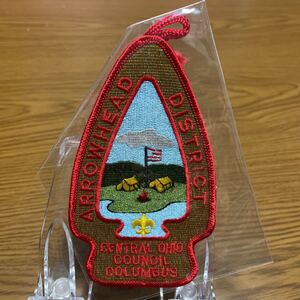 ARROWHEAD DISTRICT
CENTRAL OHIO
COUNCIL
COLUMBUS